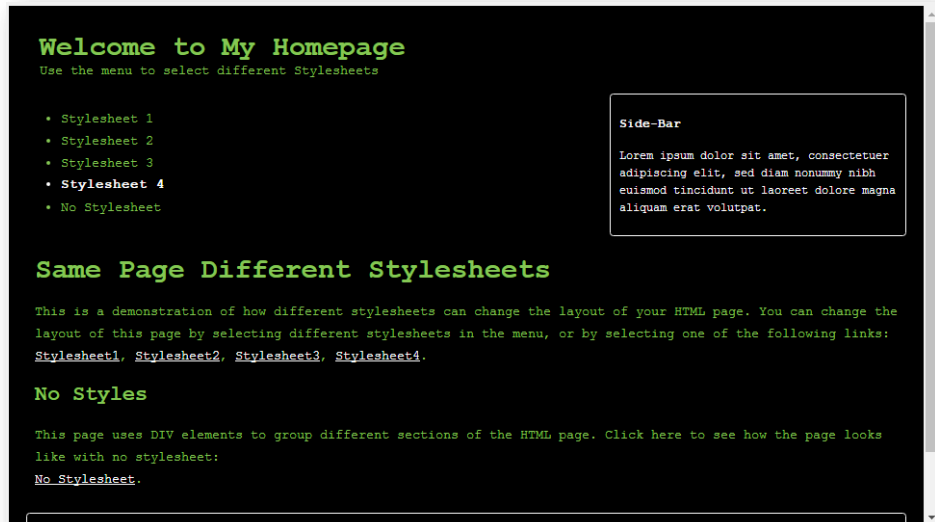 Welcome to My Homepage
Use the menu to select different Stylesheets
Stylesheet 1
Stylesheet 2
Stylesheet 3
Stylesheet 4
No Stylesheet
Side-Bar
Lorem ipsum dolor sit amet, consectetuer
adipiscing elit, sed diam nonummy nibh
euismod tincidunt ut laoreet dolore magna
aliquam erat volutpat.
Same Page Different Stylesheets
This is a demonstration of how different stylesheets can change the layout of your HTML page. You can change the
layout of this page by selecting different stylesheets in the menu, or by selecting one of the following links:
Stylesheet1, Stylesheet2, Stylesheet3, Stylesheet4.
No Styles
This page uses DIV elements to group different sections of the HTML page. Click here to see how the page looks
like with no stylesheet:
No Stylesheet.